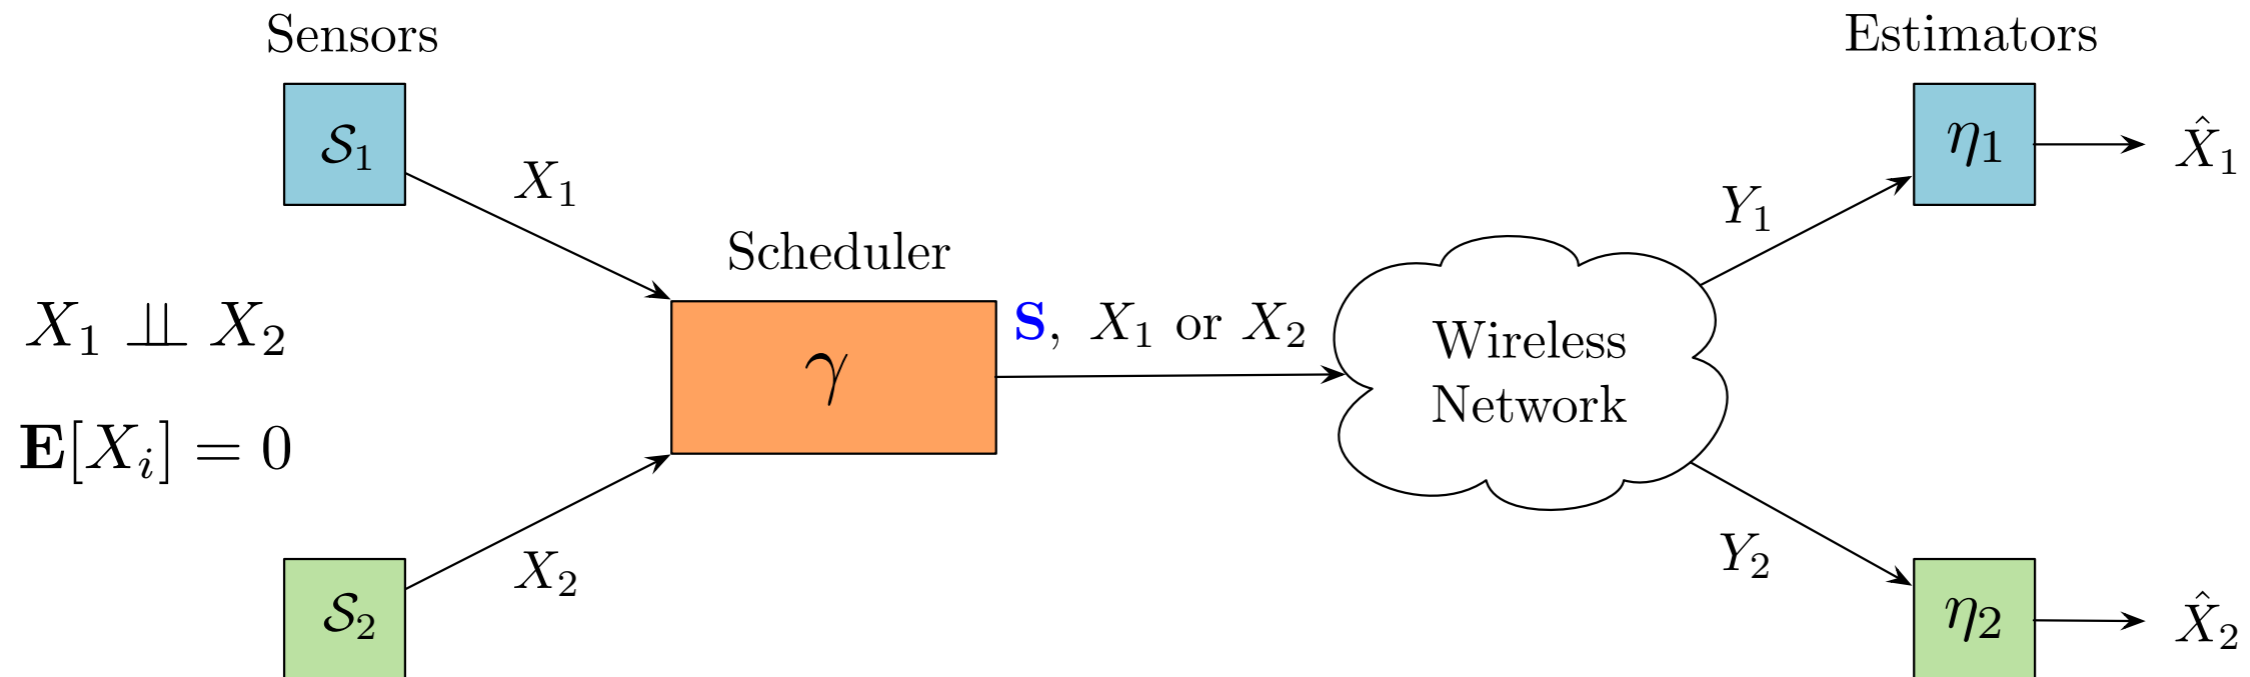 Sensors
Estimators
𝒮₁
η₁
X̂₁
X₁
Y₁
Scheduler
X₁ ⫫ X₂
γ
S, X₁ or X₂
Wireless
Network
E[Xᵢ] = 0
X₂
Y₂
𝒮₂
η₂
X̂₂